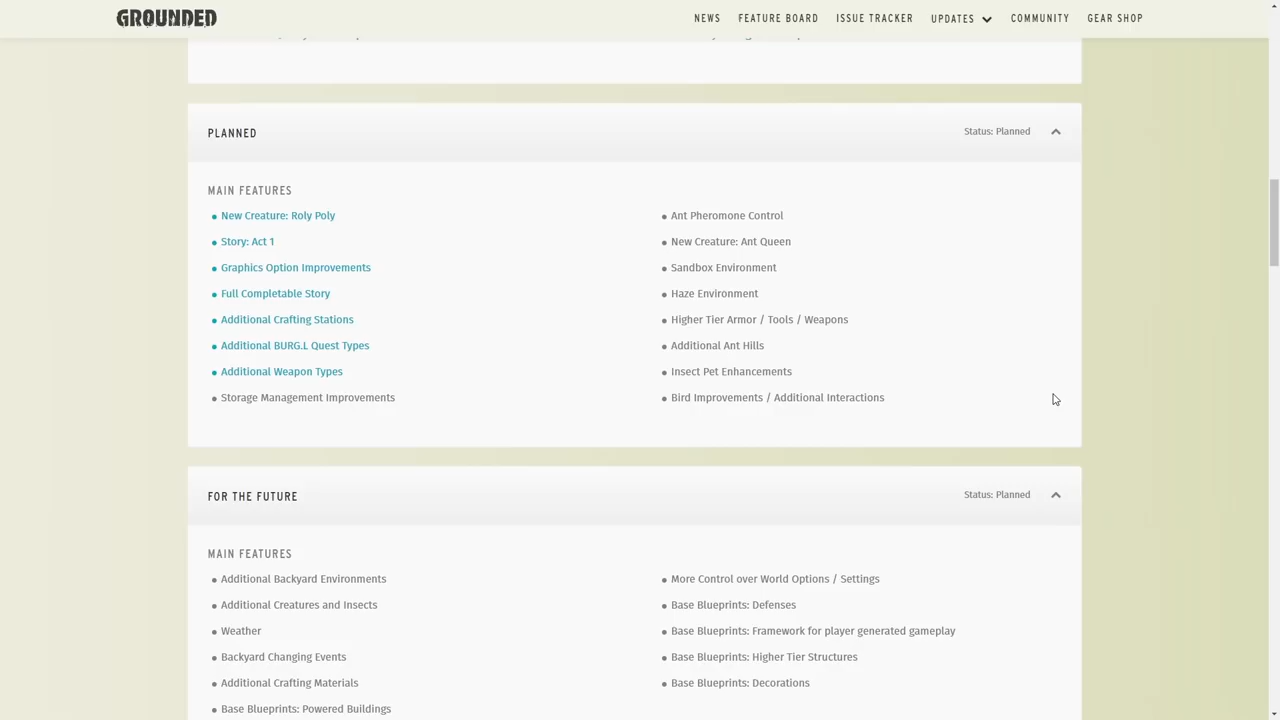 GROUNDED
NEWS FEATURE BOARD ISSUE TRACKER UPDATES COMMUNITY GEAR SHOP
PLANNED
Status: Planned
MAIN FEATURES
New Creature: Roly Poly
Story: Act 1
Graphics Option Improvements
Full Completable Story
Additional Crafting Stations
Additional BURG.L Quest Types
Additional Weapon Types
Storage Management Improvements
Ant Pheromone Control
New Creature: Ant Queen
Sandbox Environment
Haze Environment
Higher Tier Armor / Tools / Weapons
Additional Ant Hills
Insect Pet Enhancements
Bird Improvements / Additional Interactions
FOR THE FUTURE
Status: Planned
MAIN FEATURES
Additional Backyard Environments
Additional Creatures and Insects
Weather
Backyard Changing Events
Additional Crafting Materials
Base Blueprints: Powered Buildings
More Control over World Options / Settings
Base Blueprints: Defenses
Base Blueprints: Framework for player generated gameplay
Base Blueprints: Higher Tier Structures
Base Blueprints: Decorations